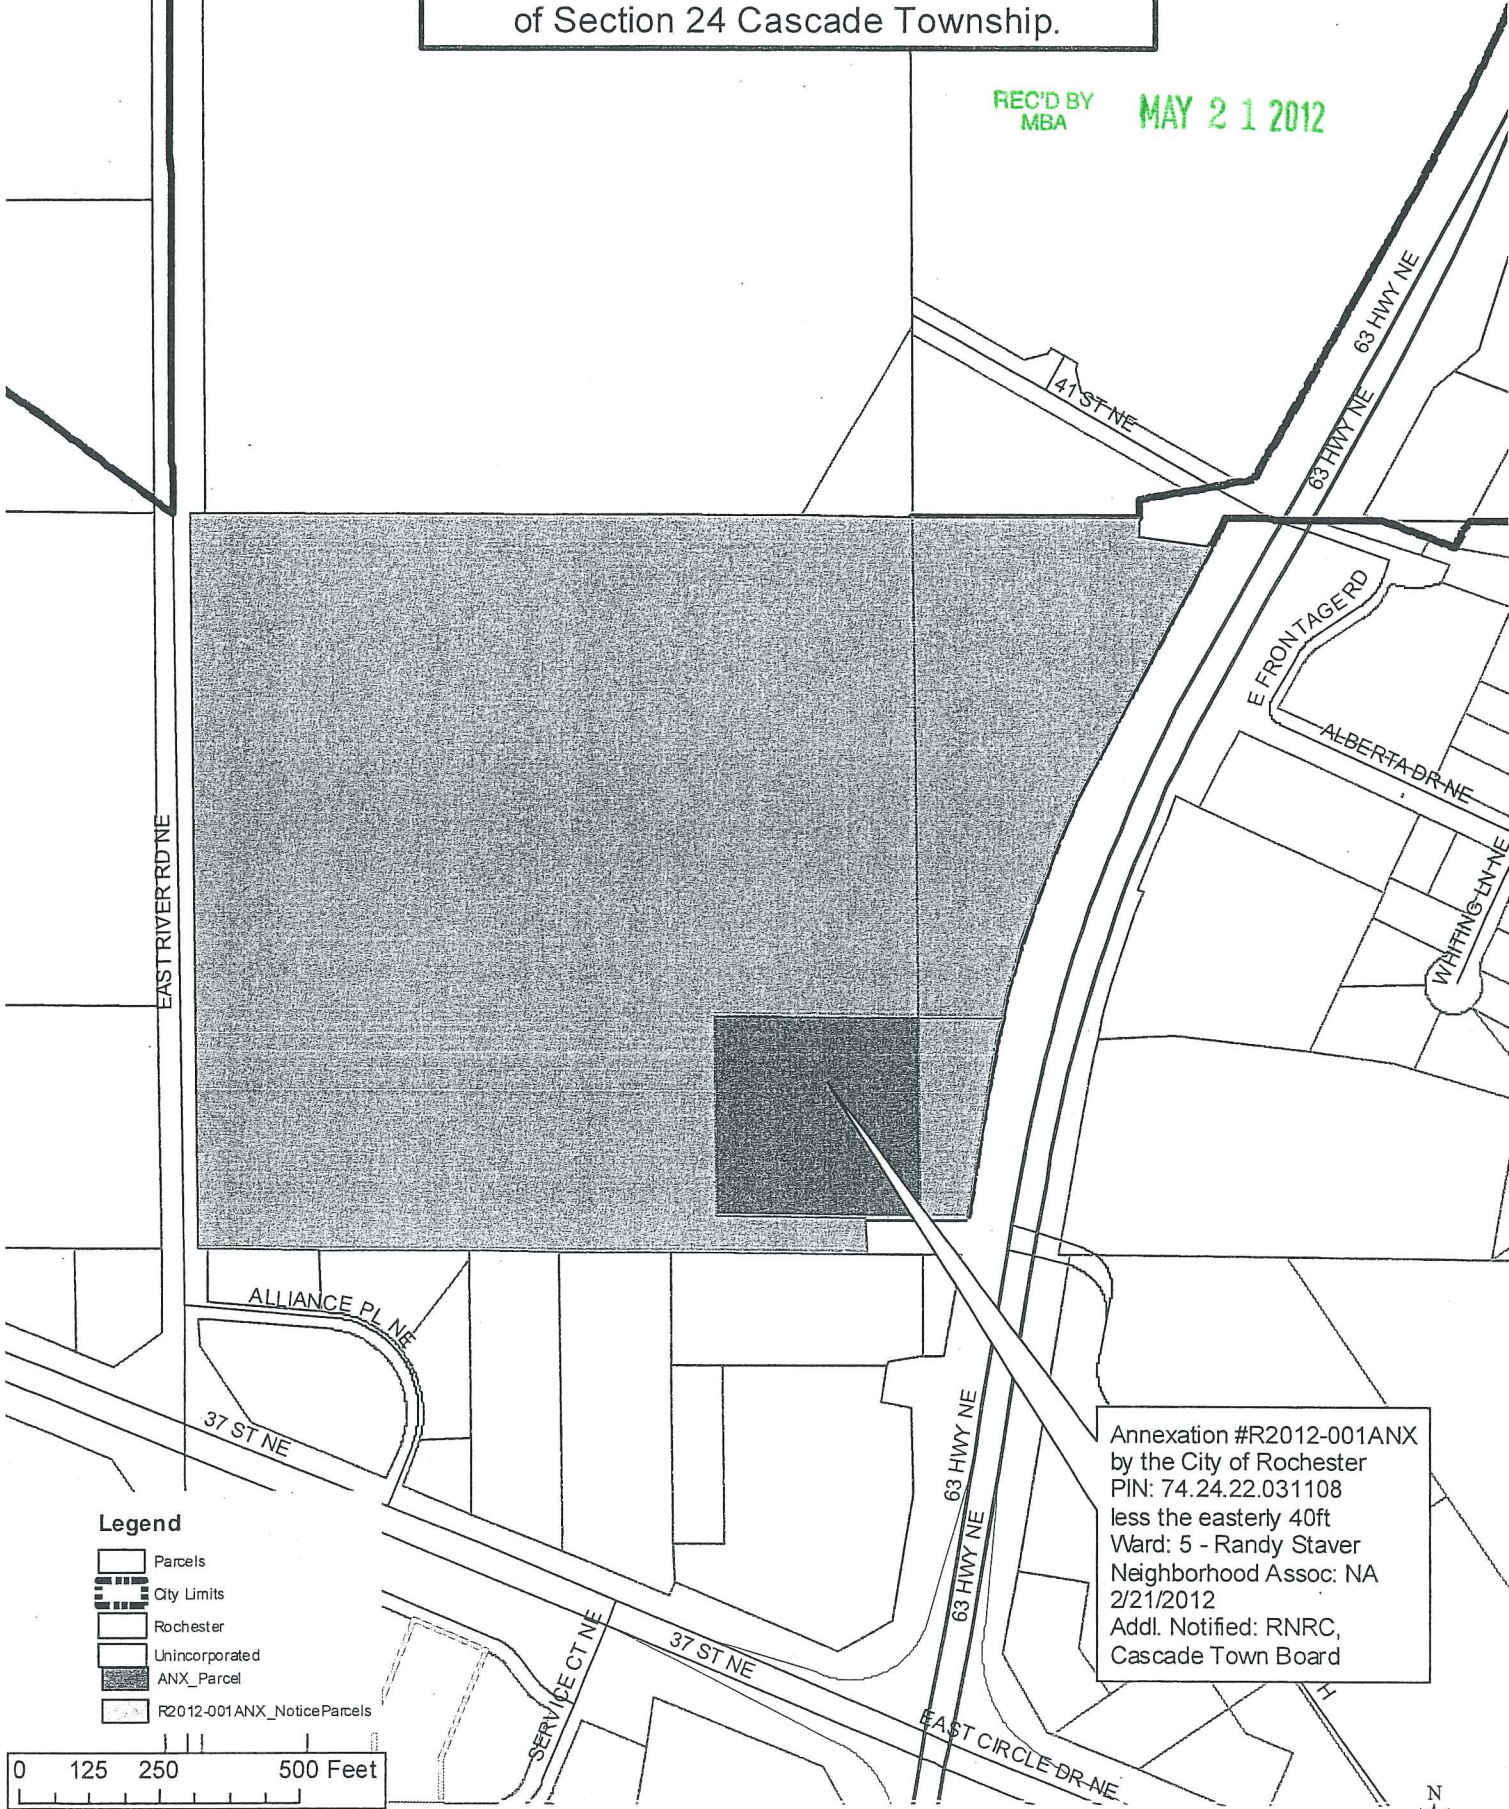 of Section 24 Cascade Township.
REC'D BY
MBA
MAY 21 2012
63 HWY NE
41 ST NE
63 HWY NE
E FRONTAGE RD
ALBERTA DR NE
WHITING LN NE
EAST RIVER RD NE
ALLIANCE PL NE
37 ST NE
63 HWY NE
63 HWY NE
Annexation #R2012-001ANX
by the City of Rochester
PIN: 74.24.22.031108
less the easterly 40ft
Ward: 5 - Randy Staver
Neighborhood Assoc: NA
2/21/2012
Addl. Notified: RNRC,
Cascade Town Board
Legend
Parcels
City Limits
Rochester
Unincorporated
ANX_Parcel
R2012-001ANX_NoticeParcels
SERVICE CT NE
37 ST NE
EAST CIRCLE DR NE
H
0 125 250 500 Feet
N